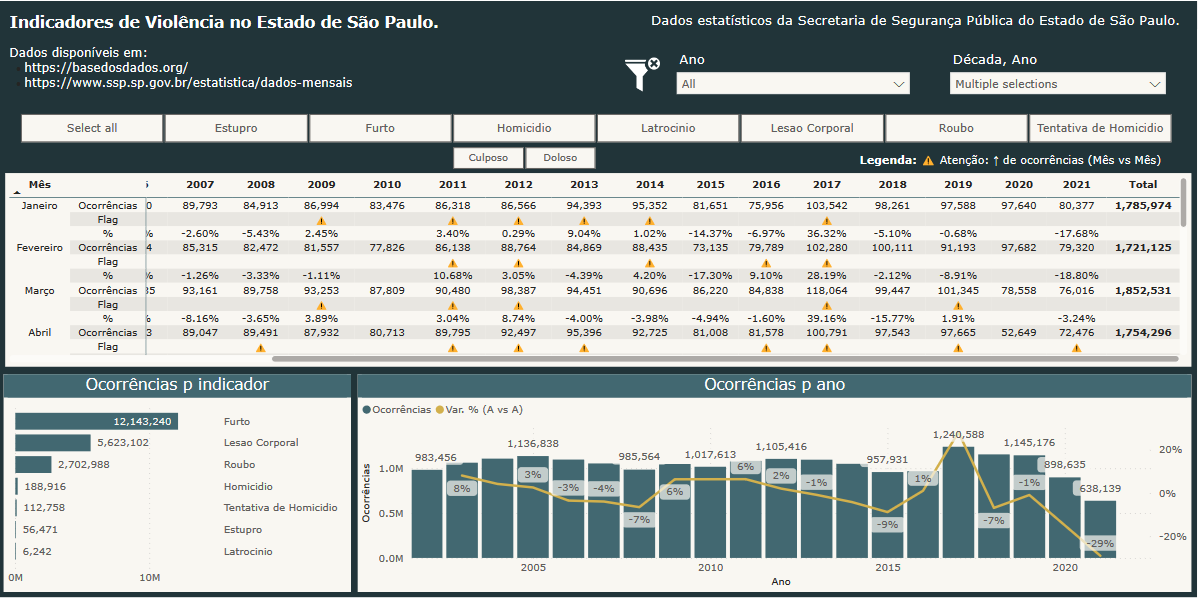 Indicadores de Violência no Estado de São Paulo.
Dados estatísticos da Secretaria de Segurança Pública do Estado de São Paulo.
Dados disponíveis em:
https://basedosdados.org/
https://www.ssp.sp.gov.br/estatistica/dados-mensais
Ano
All
Década, Ano
Multiple selections
Select all Estupro Furto Homicidio Latrocinio Lesao Corporal Roubo Tentativa de Homicidio
Culposo Doloso
Legenda: Atenção: ↑ de ocorrências (Mês vs Mês)
Mês 2007 2008 2009 2010 2011 2012 2013 2014 2015 2016 2017 2018 2019 2020 2021 Total
Janeiro Ocorrências 0 89,793 84,913 86,994 83,476 86,318 86,566 94,393 95,352 81,651 75,956 103,542 98,261 97,588 97,640 80,377 1,785,974
Flag
% % -2.60% -5.43% 2.45% 3.40% 0.29% 9.04% 1.02% -14.37% -6.97% 36.32% -5.10% -0.68% -17.68%
Fevereiro Ocorrências 4 85,315 82,472 81,557 77,826 86,138 88,764 84,869 88,435 73,135 79,789 102,280 100,111 91,193 97,682 79,320 1,721,125
Flag
% % -1.26% -3.33% -1.11% 10.68% 3.05% -4.39% 4.20% -17.30% 9.10% 28.19% -2.12% -8.91% -18.80%
Março Ocorrências 35 93,161 89,758 93,253 87,809 90,480 98,387 94,451 90,696 86,220 84,838 118,064 99,447 101,345 78,558 76,016 1,852,531
Flag
% % -8.16% -3.65% 3.89% 3.04% 8.74% -4.00% -3.98% -4.94% -1.60% 39.16% -15.77% 1.91% -3.24%
Abril Ocorrências 3 89,047 89,491 87,932 80,713 89,795 92,497 95,396 92,725 81,008 81,578 100,791 97,543 97,665 52,649 72,476 1,754,296
Flag
Ocorrências p indicador
12,143,240 Furto
5,623,102 Lesao Corporal
2,702,988 Roubo
188,916 Homicidio
112,758 Tentativa de Homicidio
56,471 Estupro
6,242 Latrocinio
0M 10M
Ocorrências p ano
Ocorrências Var. % (A vs A)
983,456 1,136,838 985,564 1,017,613 1,105,416 957,931 1,240,588 1,145,176 898,635 638,139
8% 3% -3% -4% -7% 6% 6% 2% -1% -9% 1% -7% -1% -29%
Ocorrências
1.0M
0.5M
0.0M
20%
0%
-20%
2005 2010 2015 2020
Ano